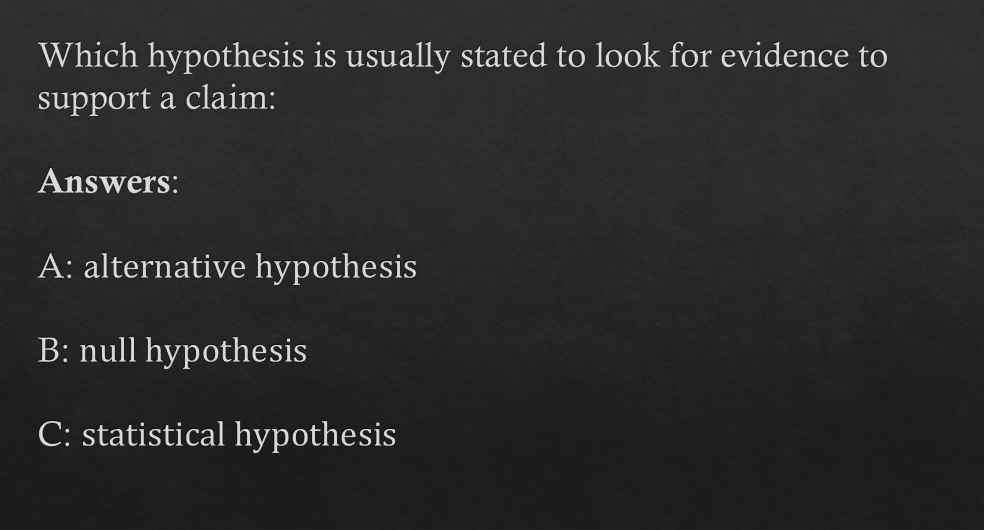 Which hypothesis is usually stated to look for evidence to
support a claim:
Answers:
A: alternative hypothesis
B: null hypothesis
C: statistical hypothesis